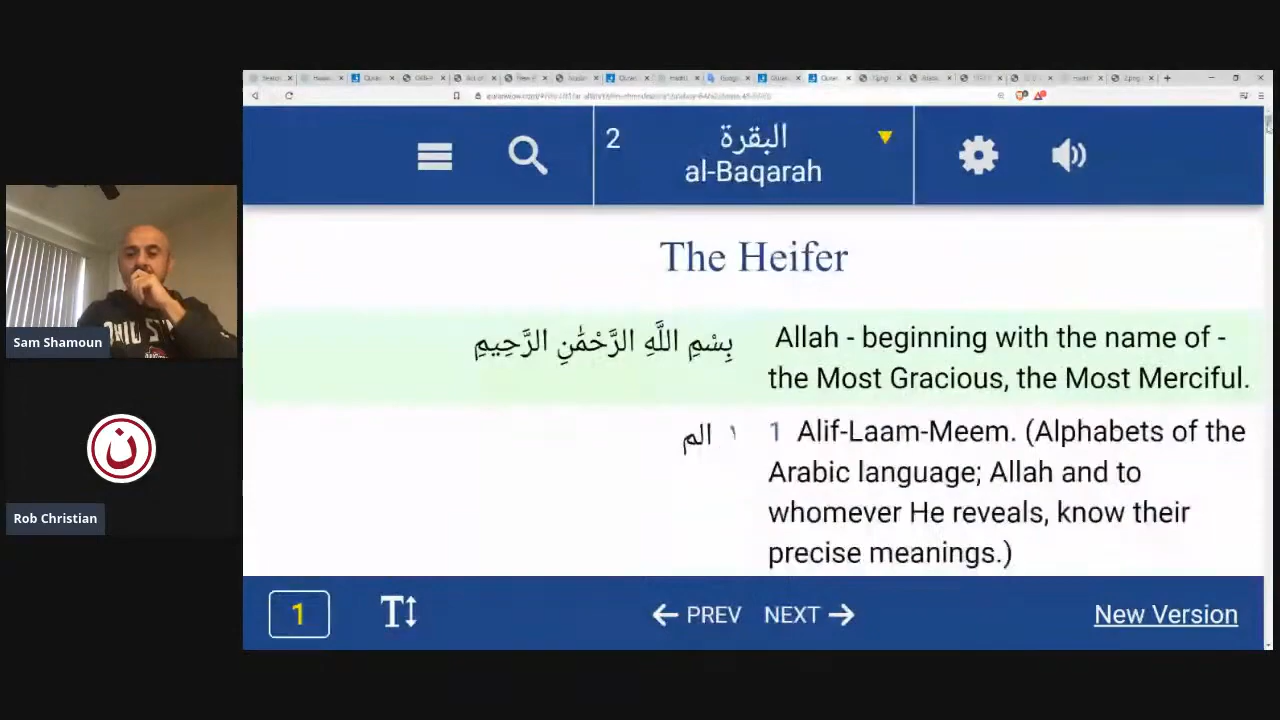 2
البقرة
al-Baqarah
The Heifer
بِسْمِ اللَّهِ الرَّحْمَٰنِ الرَّحِيمِ
Allah - beginning with the name of -
the Most Gracious, the Most Merciful.
١ الم
1 Alif-Laam-Meem. (Alphabets of the
Arabic language; Allah and to
whomever He reveals, know their
precise meanings.)
Sam Shamoun
ن
Rob Christian
1
T
PREV NEXT
New Version